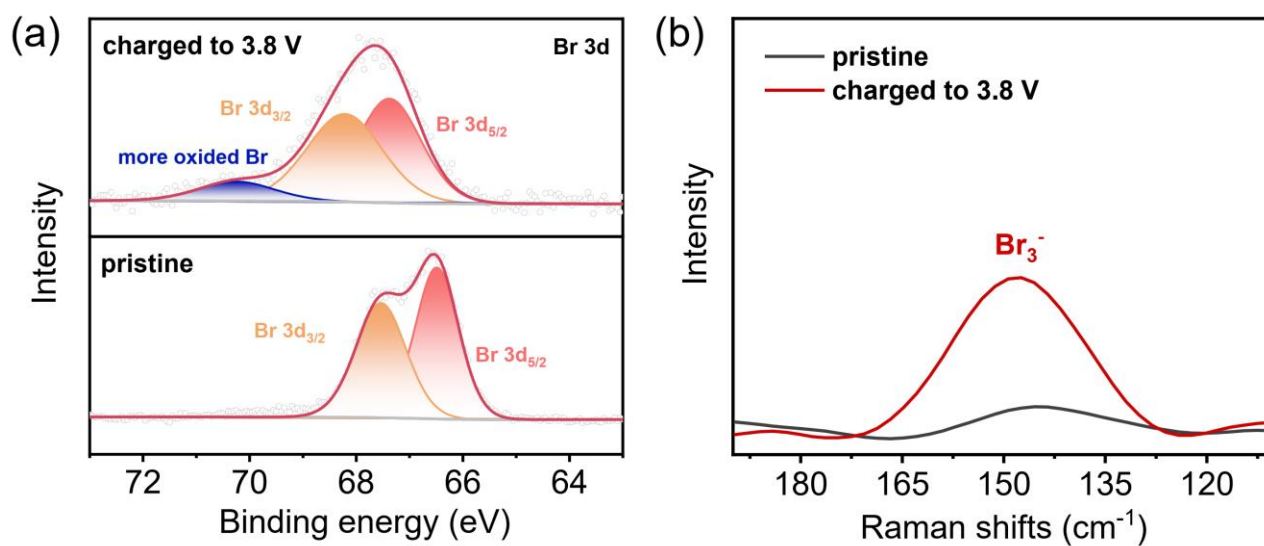 (a)
charged to 3.8 V
Br 3d
Br 3d3/2
Br 3d5/2
more oxided Br
pristine
Br 3d3/2
Br 3d5/2
Intensity
72 70 68 66 64
Binding energy (eV)
(b)
pristine
charged to 3.8 V
Br3-
Intensity
180 165 150 135 120
Raman shifts (cm-1)